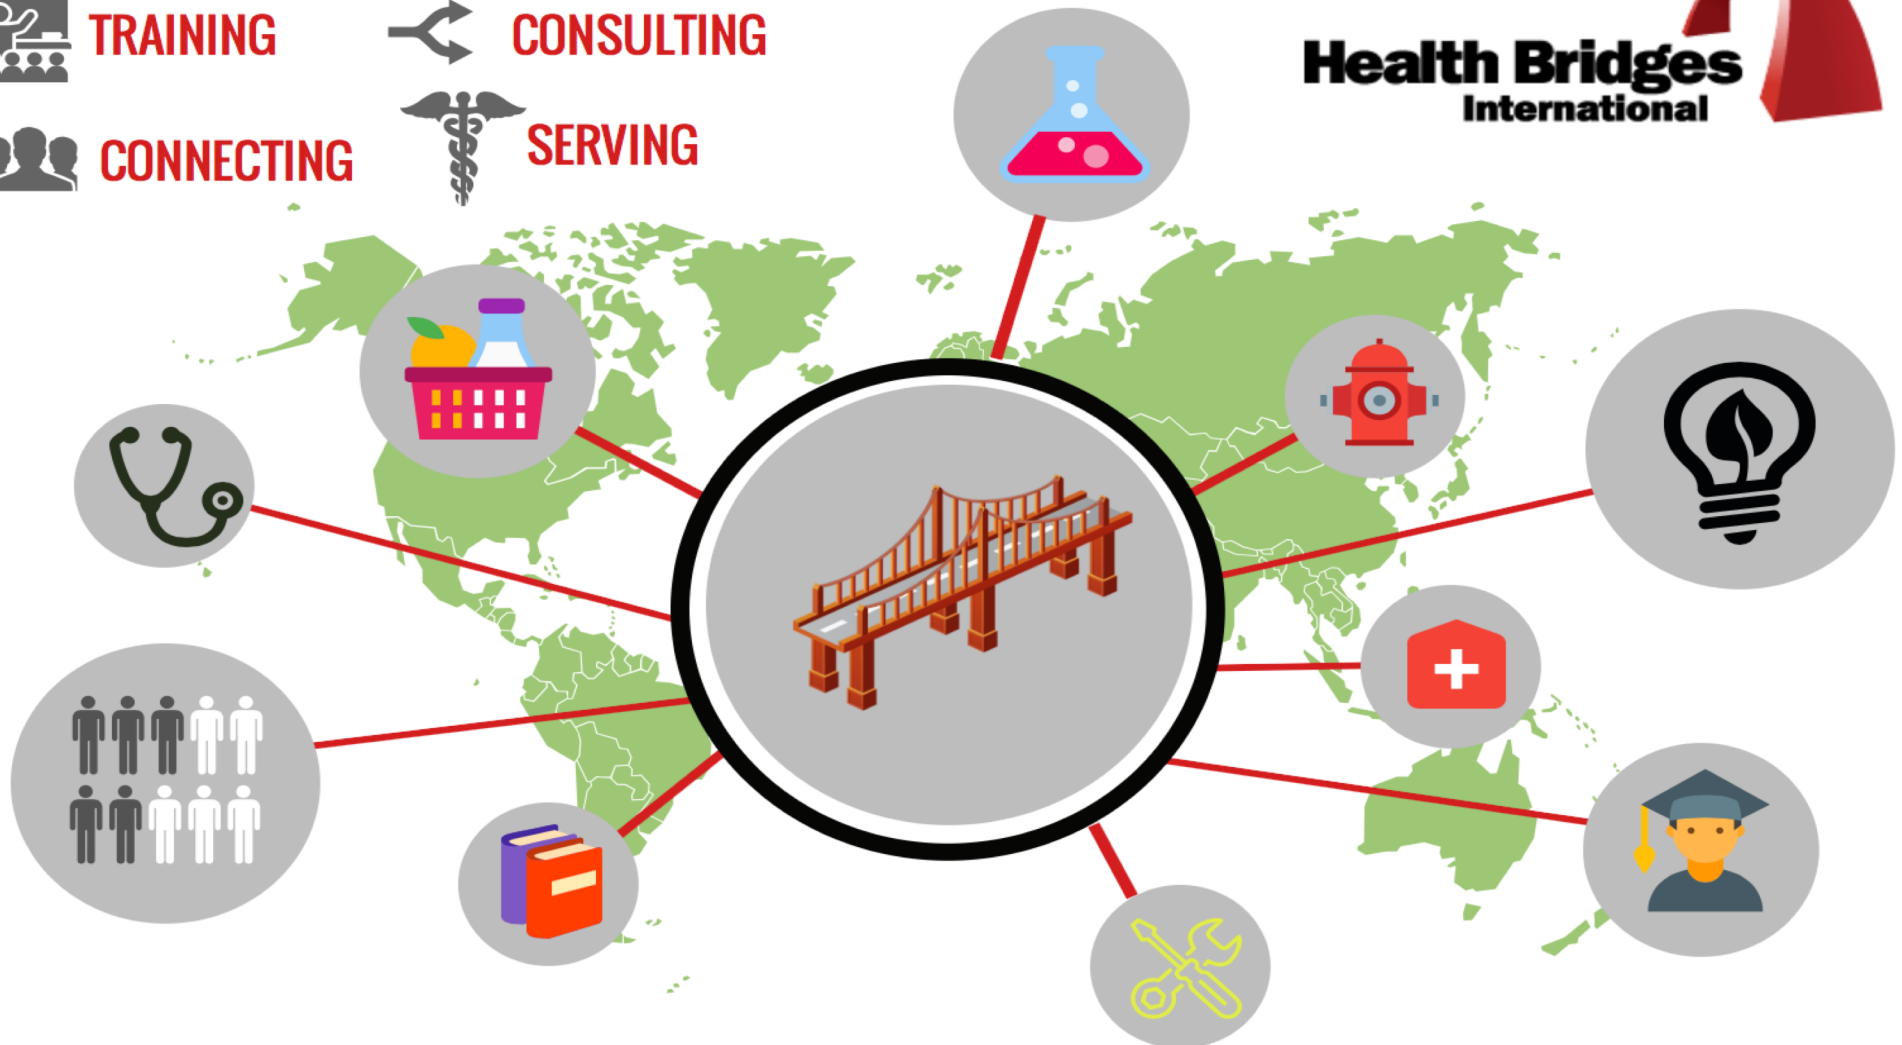 TRAINING
CONSULTING
Health Bridges
International
CONNECTING
SERVING